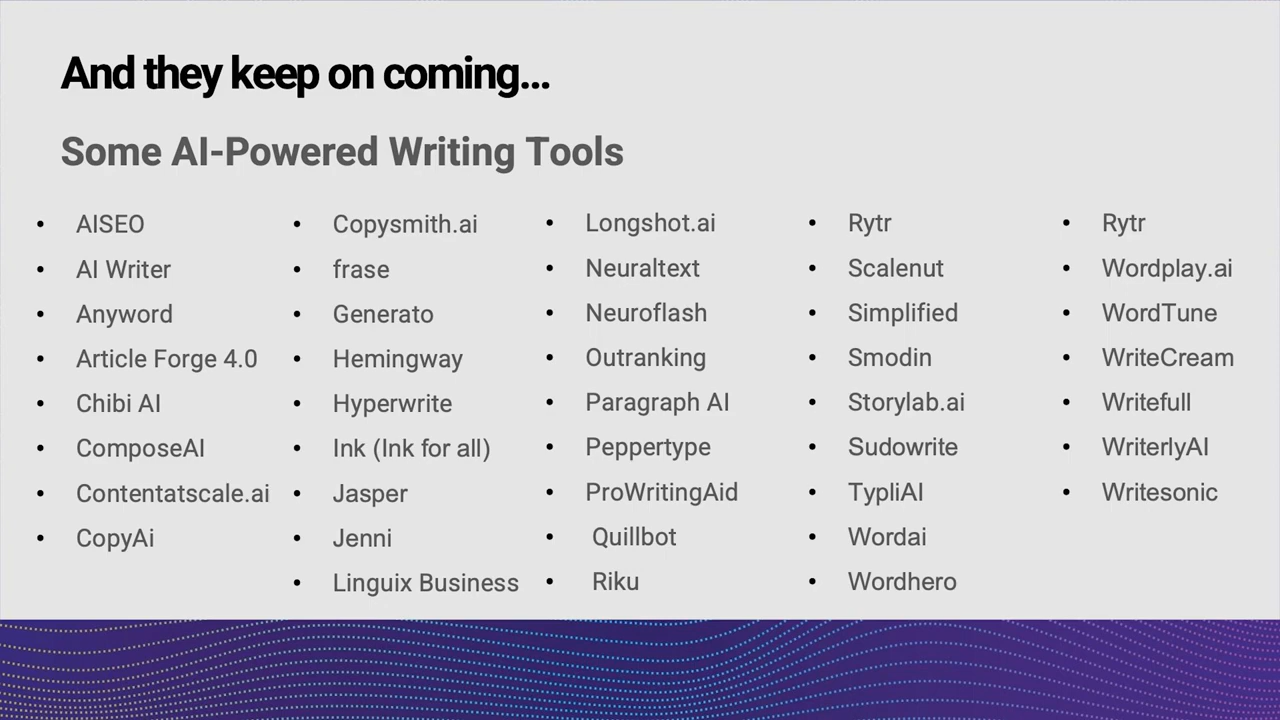 And they keep on coming...
Some AI-Powered Writing Tools
• AISEO
• AI Writer
• Anyword
• Article Forge 4.0
• Chibi AI
• ComposeAI
• Contentatscale.ai
• CopyAi
• Copysmith.ai
• frase
• Generato
• Hemingway
• Hyperwrite
• Ink (Ink for all)
• Jasper
• Jenni
• Linguix Business
• Longshot.ai
• Neuraltext
• Neuroflash
• Outranking
• Paragraph AI
• Peppertype
• ProWritingAid
• Quillbot
• Riku
• Rytr
• Scalenut
• Simplified
• Smodin
• Storylab.ai
• Sudowrite
• TypliAI
• Wordai
• Wordhero
• Rytr
• Wordplay.ai
• WordTune
• WriteCream
• Writefull
• WriterlyAI
• Writesonic